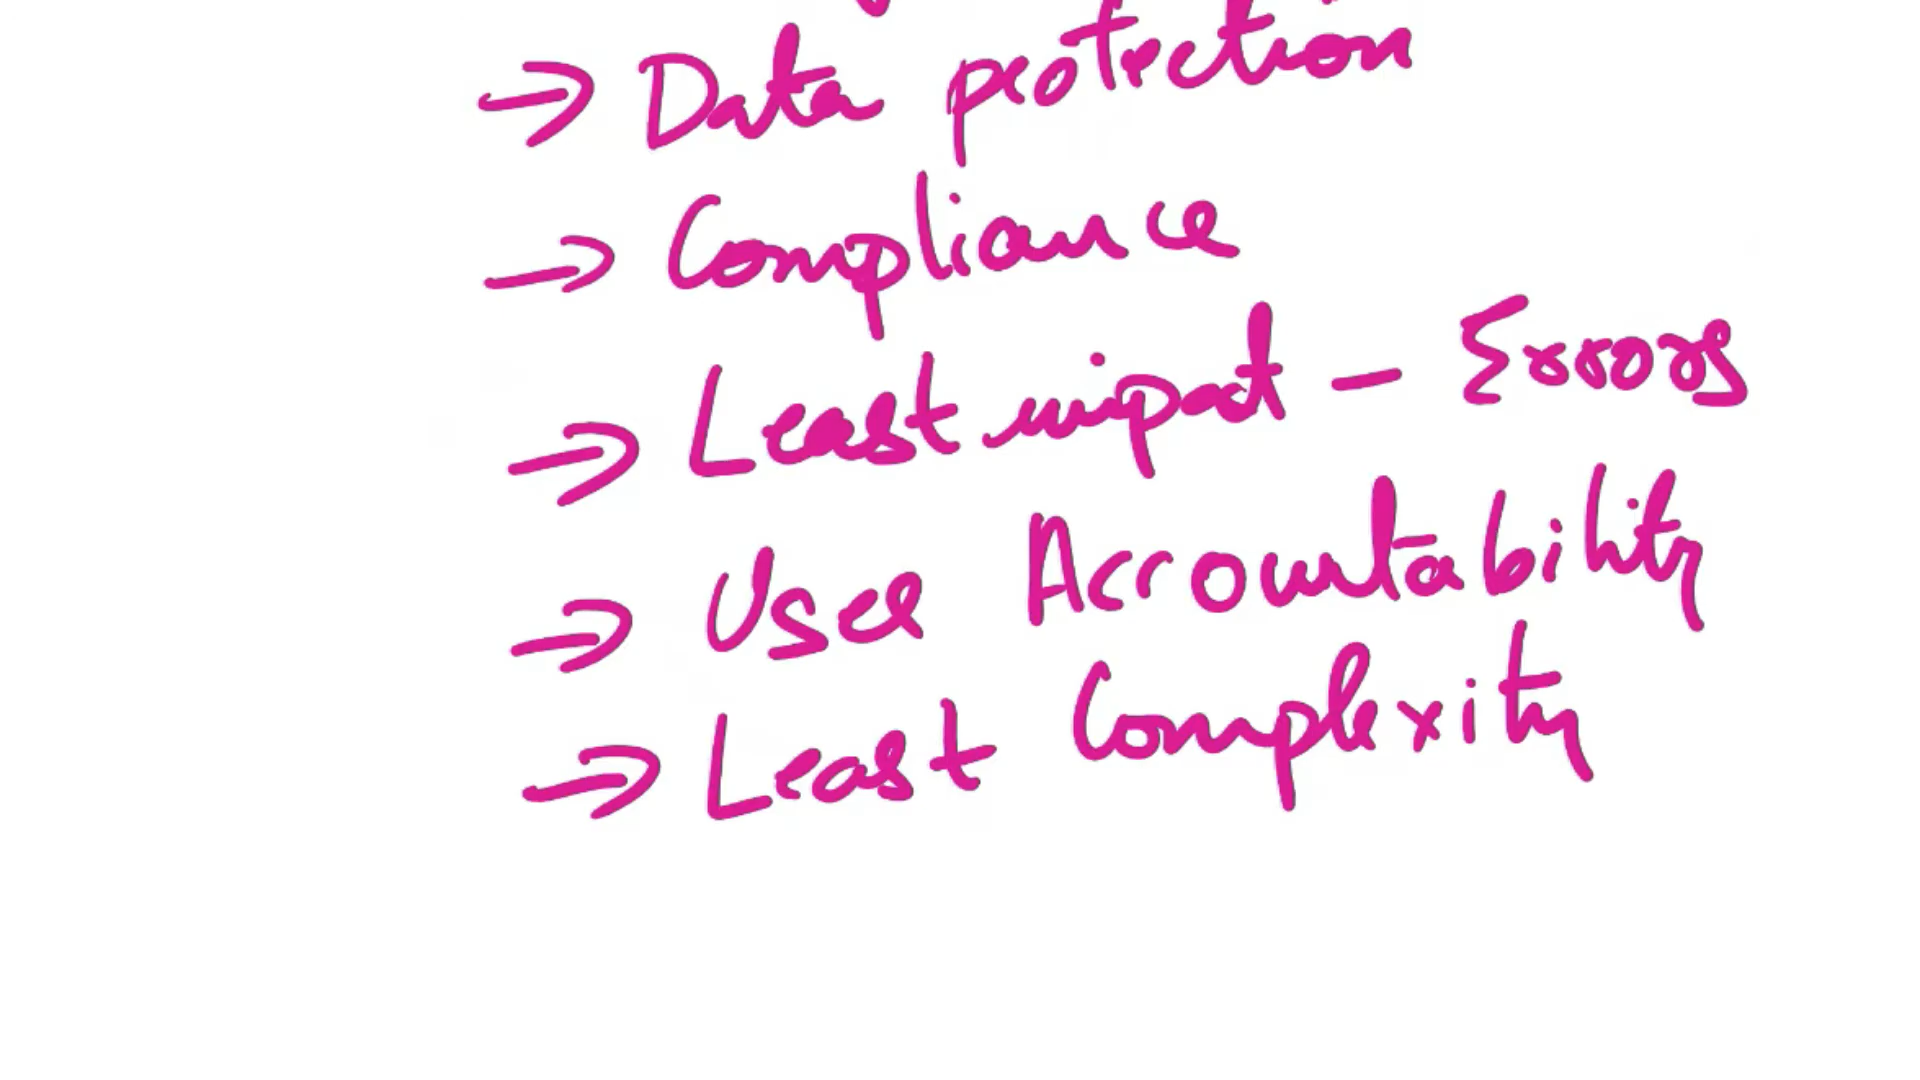 → Data protection
→ Compliance
→ Least impact - Errors
→ User Accountability
→ Least Complexity